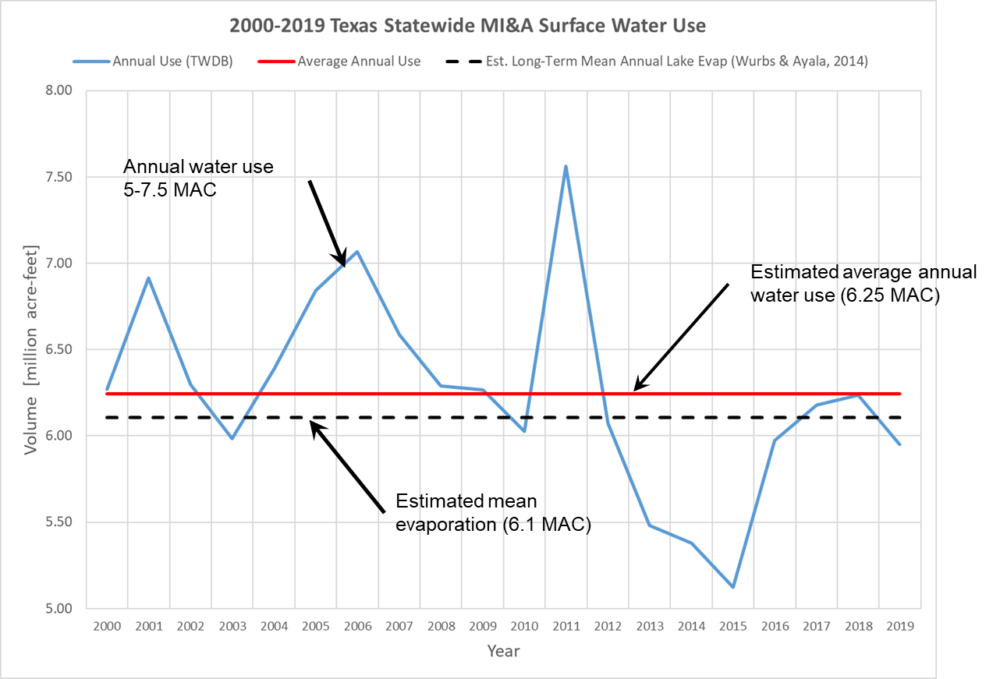 2000-2019 Texas Statewide MI&A Surface Water Use
Annual Use (TWDB) Average Annual Use Est. Long-Term Mean Annual Lake Evap (Wurbs & Ayala, 2014)
8.00
7.50
7.00
6.50
6.00
5.50
5.00
Volume [million acre-feet]
Annual water use
5-7.5 MAC
Estimated average annual
water use (6.25 MAC)
Estimated mean
evaporation (6.1 MAC)
2000 2001 2002 2003 2004 2005 2006 2007 2008 2009 2010 2011 2012 2013 2014 2015 2016 2017 2018 2019
Year